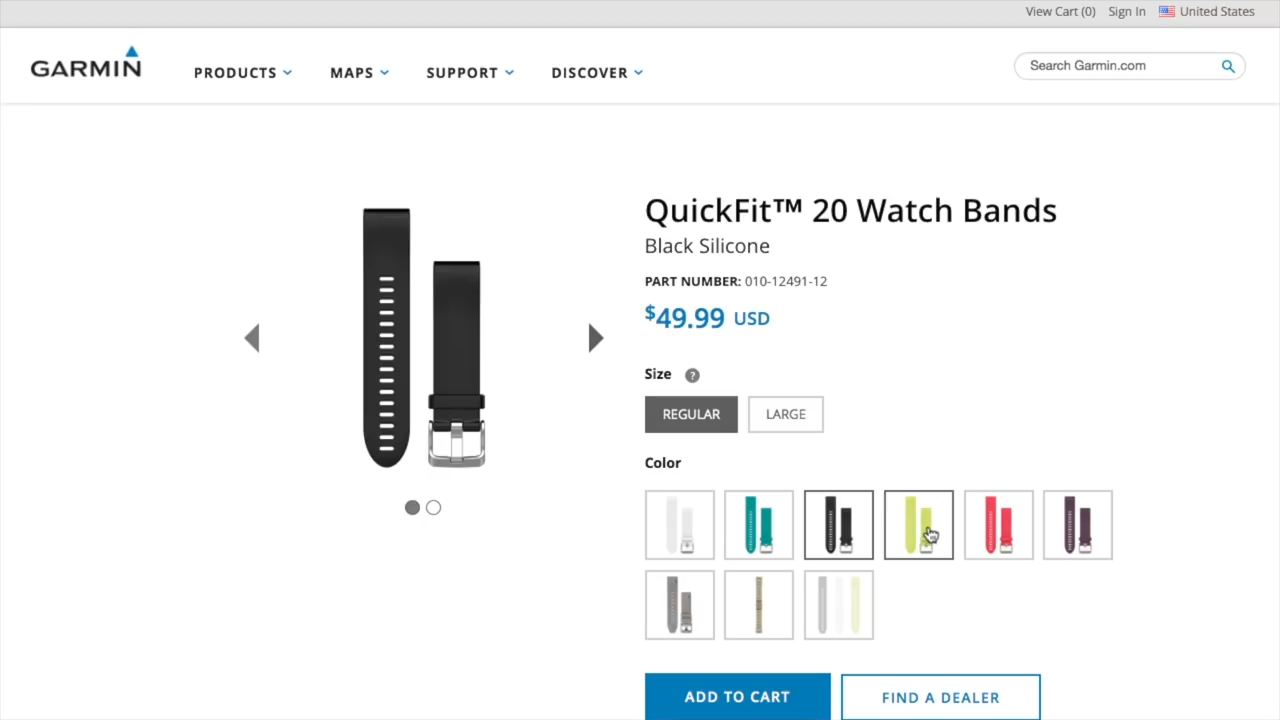 View Cart (0) Sign In United States
GARMIN PRODUCTS MAPS SUPPORT DISCOVER Search Garmin.com
QuickFit™ 20 Watch Bands
Black Silicone
PART NUMBER: 010-12491-12
$49.99 USD
Size ?
REGULAR LARGE
Color
ADD TO CART FIND A DEALER